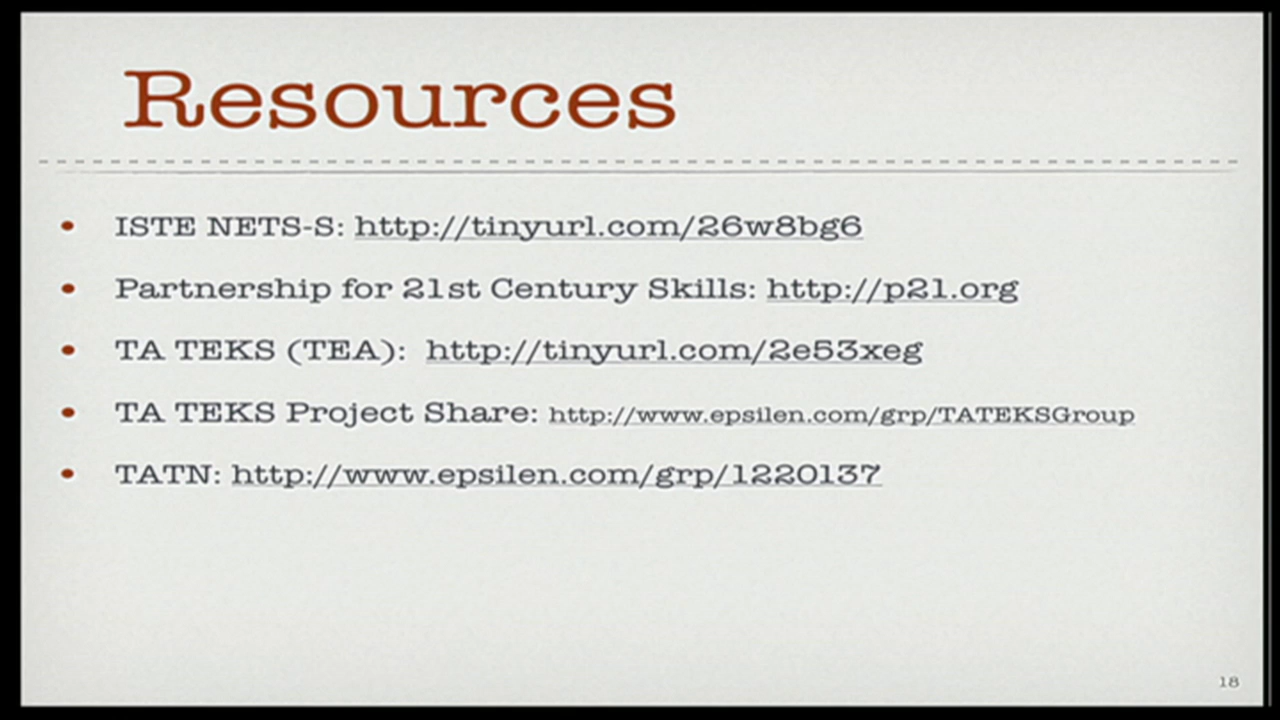 Resources
ISTE NETS-S: http://tinyurl.com/26w8bg6
Partnership for 21st Century Skills: http://p21.org
TA TEKS (TEA): http://tinyurl.com/2e53xeg
TA TEKS Project Share: http://www.epsilen.com/grp/TATEKSGroup
TATN: http://www.epsilen.com/grp/1220137
18